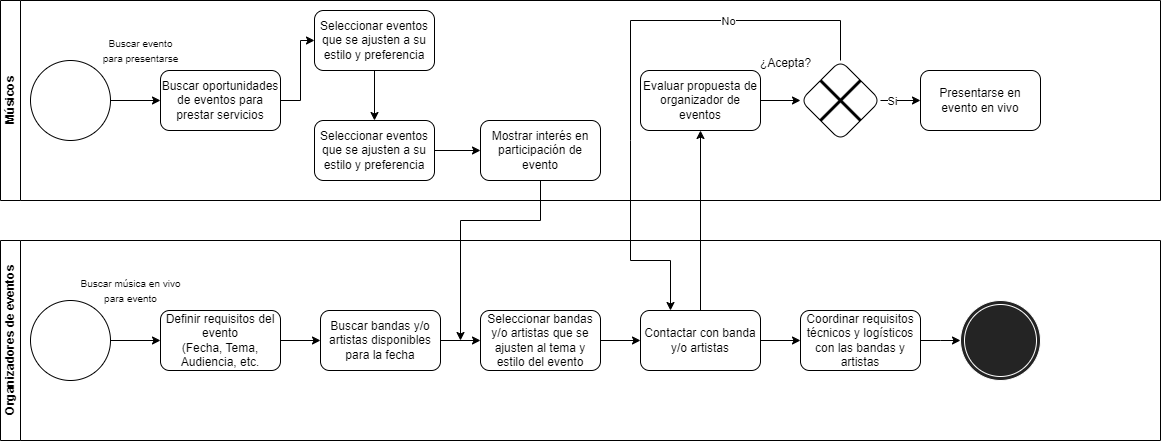 Músicos
Buscar evento
para presentarse
Buscar oportunidades
de eventos para
prestar servicios
Seleccionar eventos
que se ajusten a su
estilo y preferencia
Seleccionar eventos
que se ajusten a su
estilo y preferencia
Mostrar interés en
participación de
evento
No
¿Acepta?
Evaluar propuesta de
organizador de
eventos
Si
Presentarse en
evento en vivo
Organizadores de eventos
Buscar música en vivo
para evento
Definir requisitos del
evento
(Fecha, Tema,
Audiencia, etc.
Buscar bandas y/o
artistas disponibles
para la fecha
Seleccionar bandas
y/o artistas que se
ajusten al tema y
estilo del evento
Contactar con banda
y/o artistas
Coordinar requisitos
técnicos y logísticos
con las bandas y
artistas